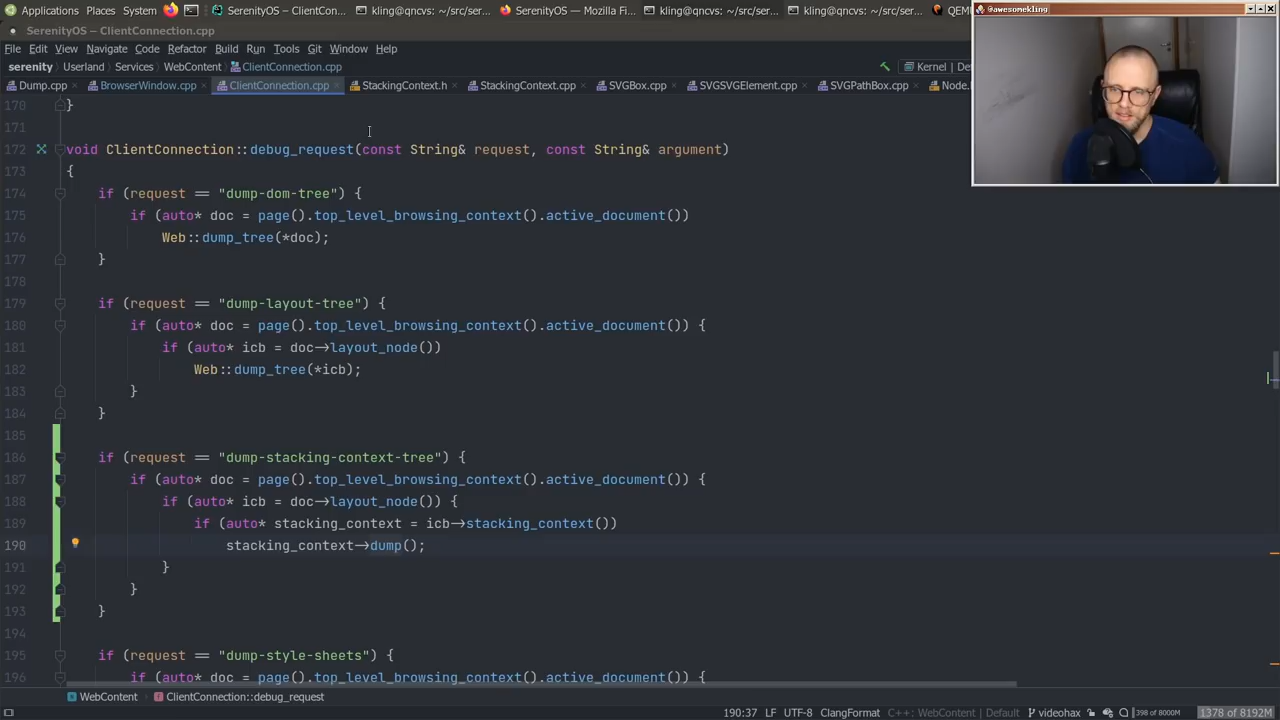 Applications Places System SerenityOS – ClientConn… kling@qncvs: ~/src/ser… SerenityOS — Mozilla Fi… kling@qncvs: ~/src/ser… kling@qncvs: ~/src/ser… QEM
@awesomekling
SerenityOS – ClientConnection.cpp
File Edit View Navigate Code Refactor Build Run Tools Git Window Help
serenity Userland Services WebContent ClientConnection.cpp Kernel | De
Dump.cpp BrowserWindow.cpp ClientConnection.cpp StackingContext.h StackingContext.cpp SVGBox.cpp SVGSVGElement.cpp SVGPathBox.cpp Node.
170 }
171
172 void ClientConnection::debug_request(const String& request, const String& argument)
173 {
174 if (request == "dump-dom-tree") {
175 if (auto* doc = page().top_level_browsing_context().active_document())
176 Web::dump_tree(*doc);
177 }
178
179 if (request == "dump-layout-tree") {
180 if (auto* doc = page().top_level_browsing_context().active_document()) {
181 if (auto* icb = doc->layout_node())
182 Web::dump_tree(*icb);
183 }
184 }
185
186 if (request == "dump-stacking-context-tree") {
187 if (auto* doc = page().top_level_browsing_context().active_document()) {
188 if (auto* icb = doc->layout_node()) {
189 if (auto* stacking_context = icb->stacking_context())
190 stacking_context->dump();
191 }
192 }
193 }
194
195 if (request == "dump-style-sheets") {
196 if (auto* doc = page().top_level_browsing_context().active_document()) {
WebContent ClientConnection::debug_request
190:37 LF UTF-8 ClangFormat C++: WebContent | Default videohax 398 of 8000M 1378 of 8192M